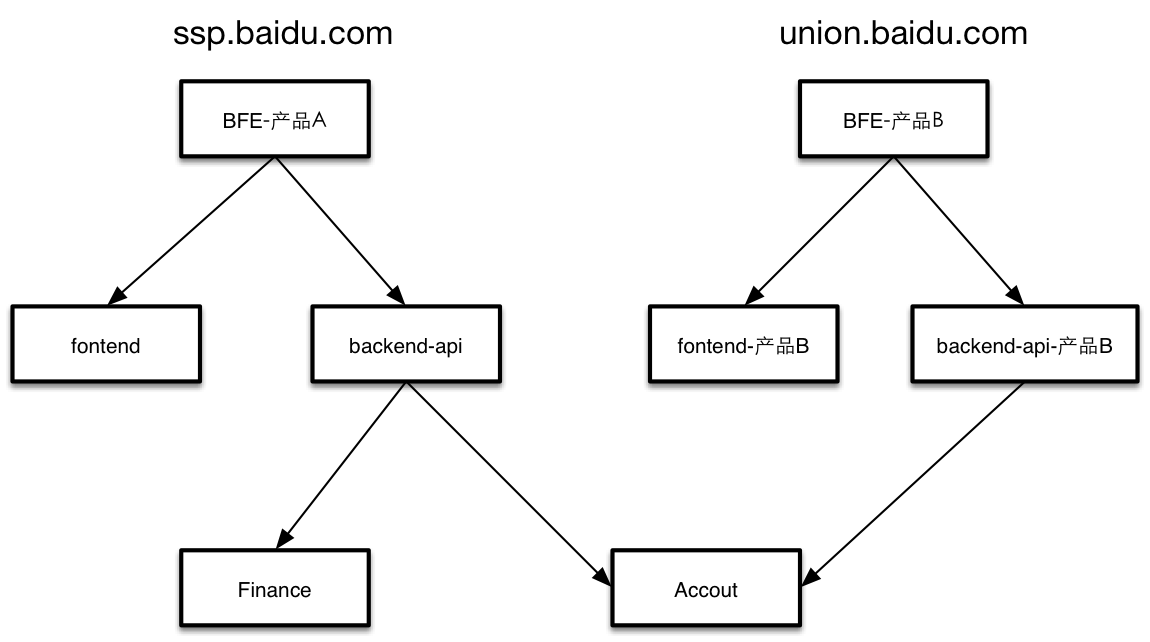 ssp.baidu.com
union.baidu.com
BFE-产品A
BFE-产品B
fontend
backend-api
fontend-产品B
backend-api-产品B
Finance
Accout